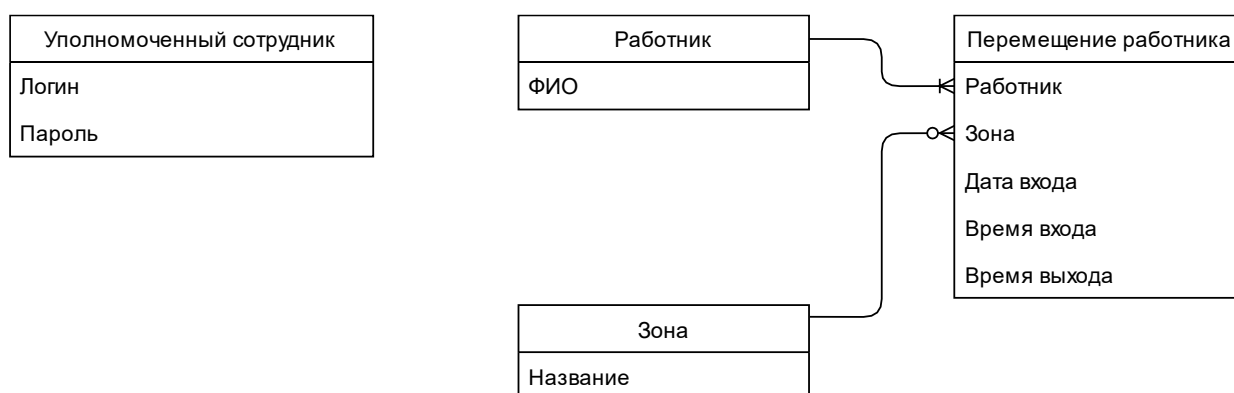 Уполномоченный сотрудник
Логин
Пароль
Работник
ФИО
Зона
Название
Перемещение работника
Работник
Зона
Дата входа
Время входа
Время выхода